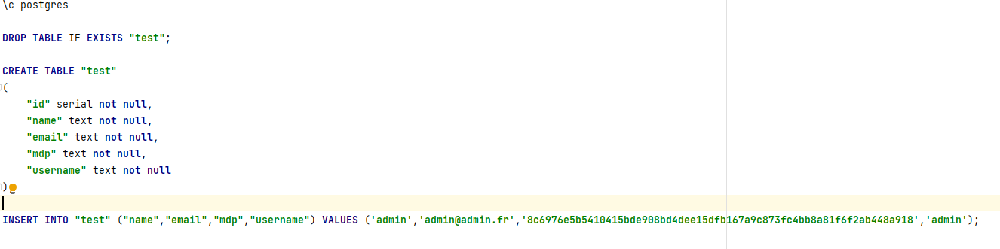 \c postgres
DROP TABLE IF EXISTS "test";
CREATE TABLE "test"
(
"id" serial not null,
"name" text not null,
"email" text not null,
"mdp" text not null,
"username" text not null
);
INSERT INTO "test" ("name","email","mdp","username") VALUES ('admin','admin@admin.fr','8c6976e5b5410415bde908bd4dee15dfb167a9c873fc4bb8a81f6f2ab448a918','admin');